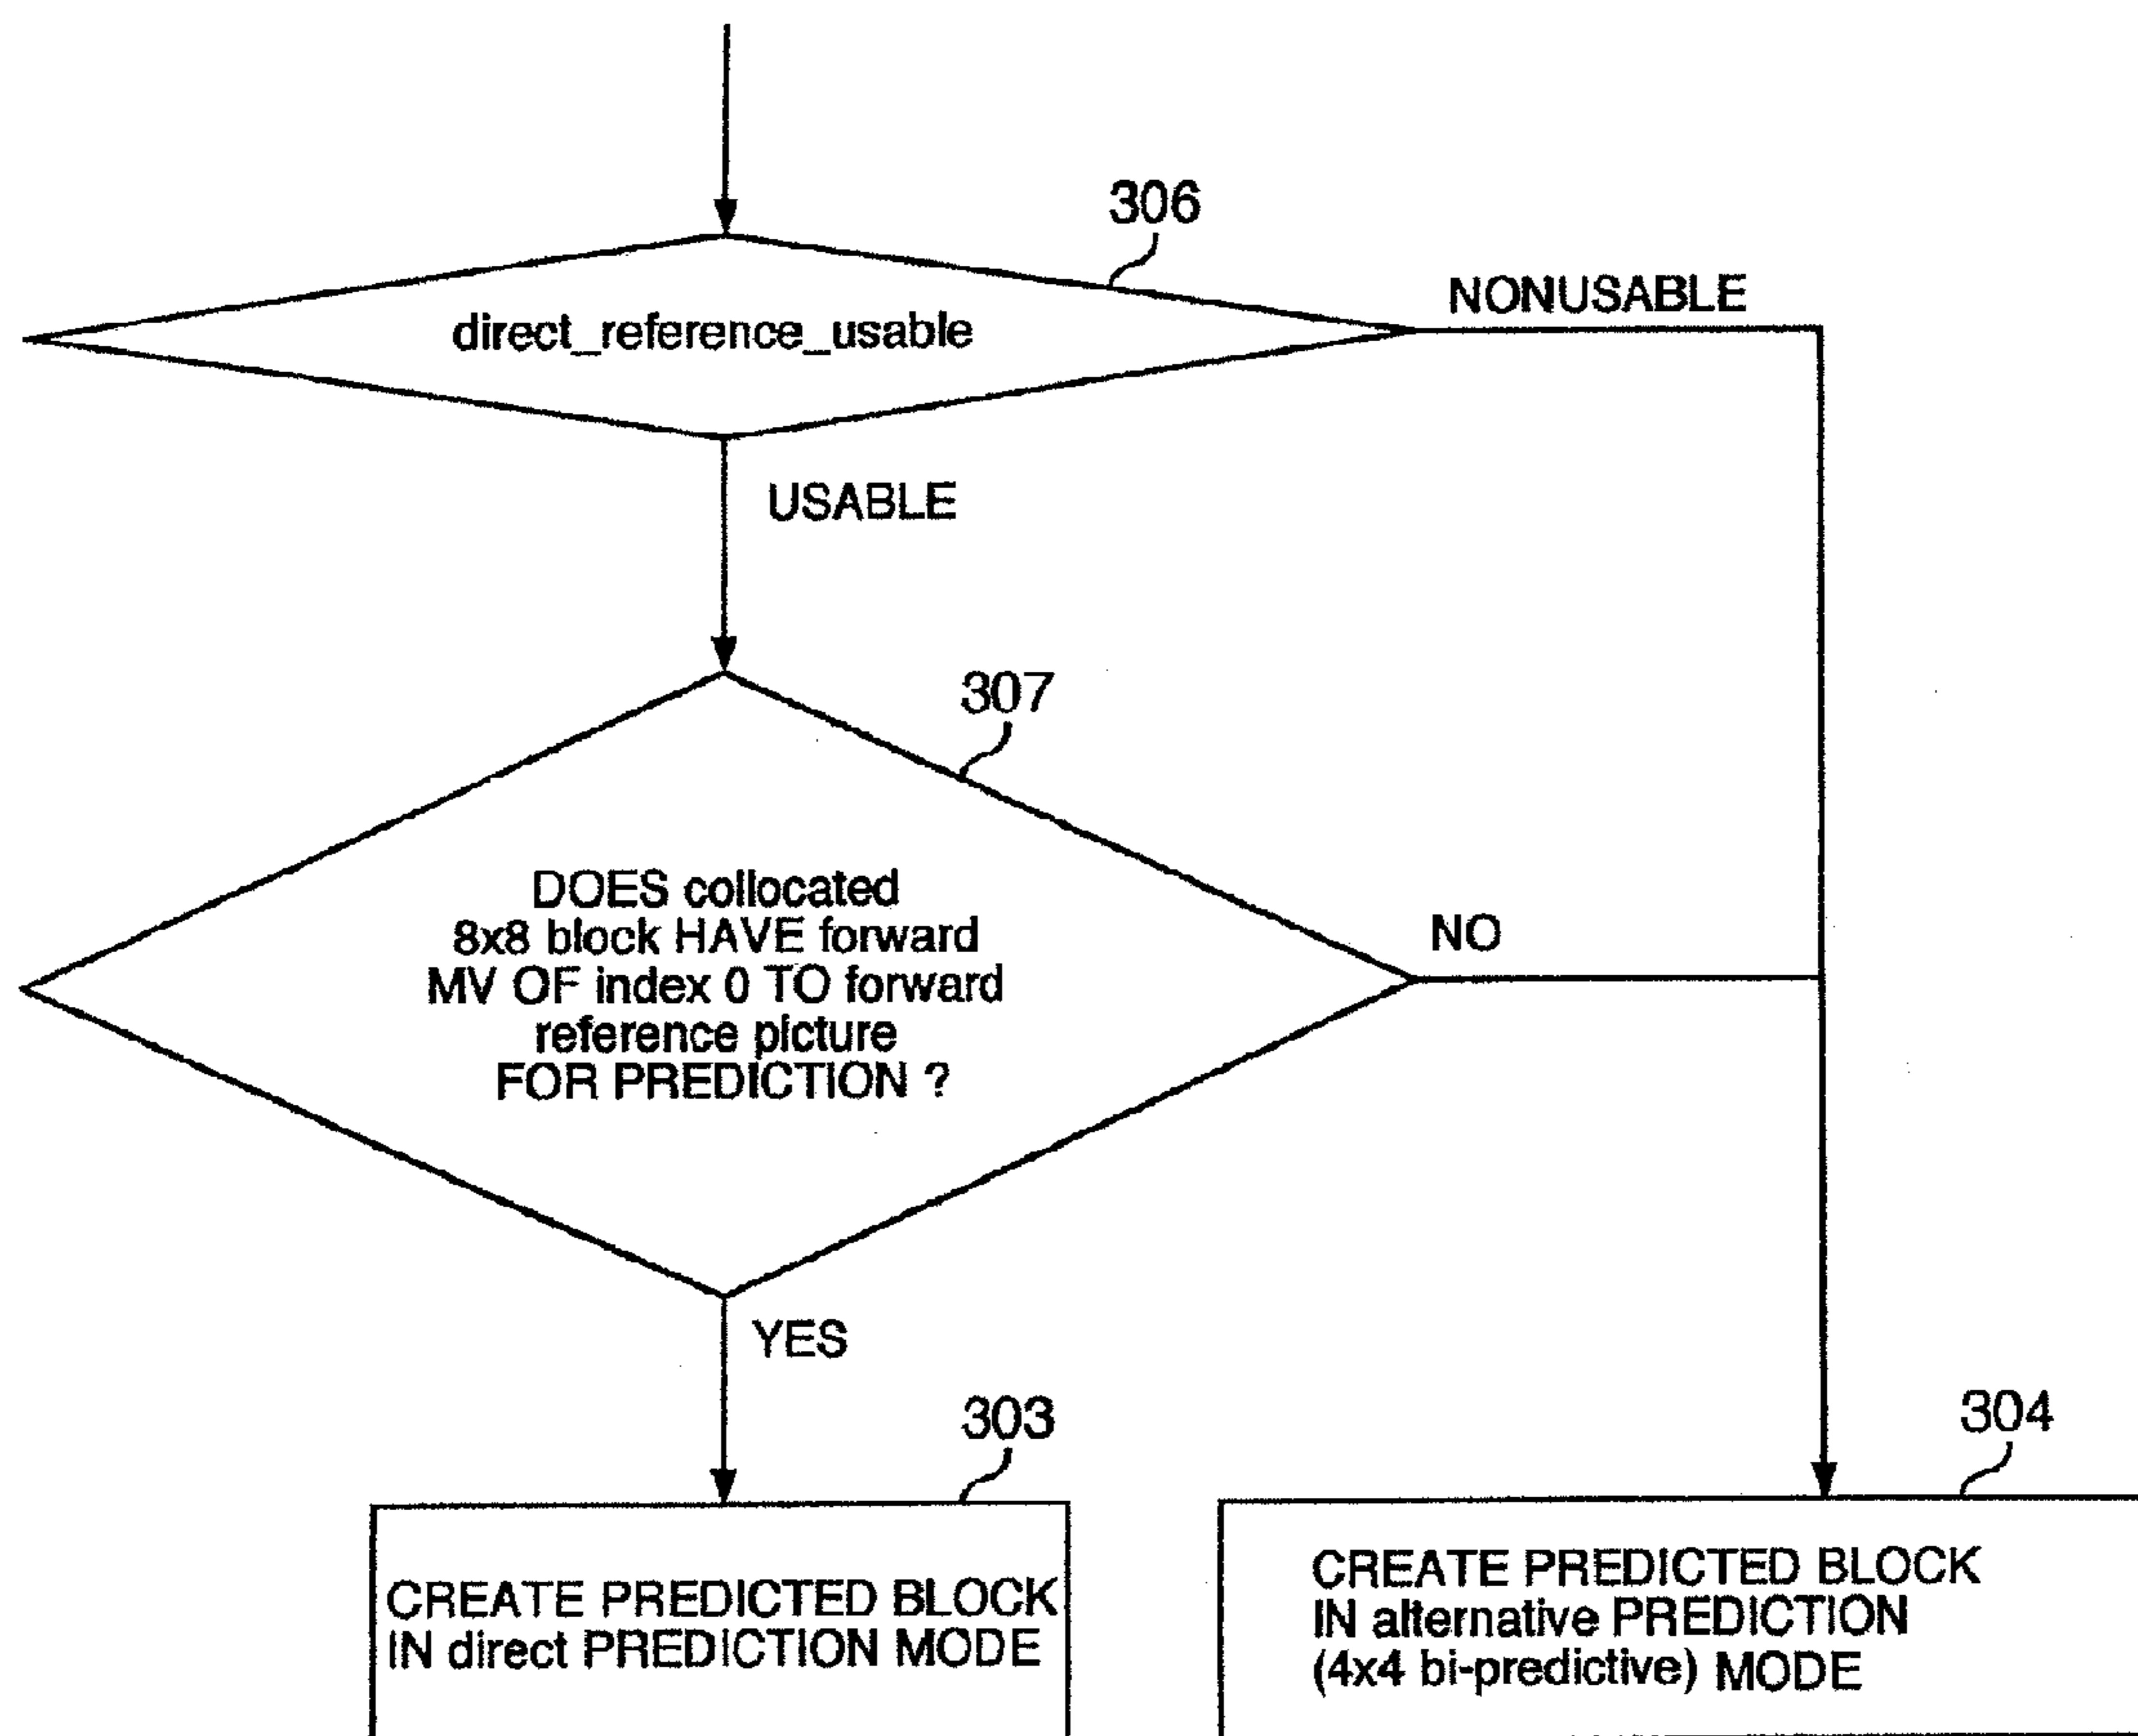 306
NONUSABLE
direct_reference_usable
USABLE
307
DOES collocated
8x8 block HAVE forward
MV OF index 0 TO forward
reference picture
FOR PREDICTION ?
NO
YES
303
304
CREATE PREDICTED BLOCK
IN direct PREDICTION MODE
CREATE PREDICTED BLOCK
IN alternative PREDICTION
(4x4 bi-predictive) MODE